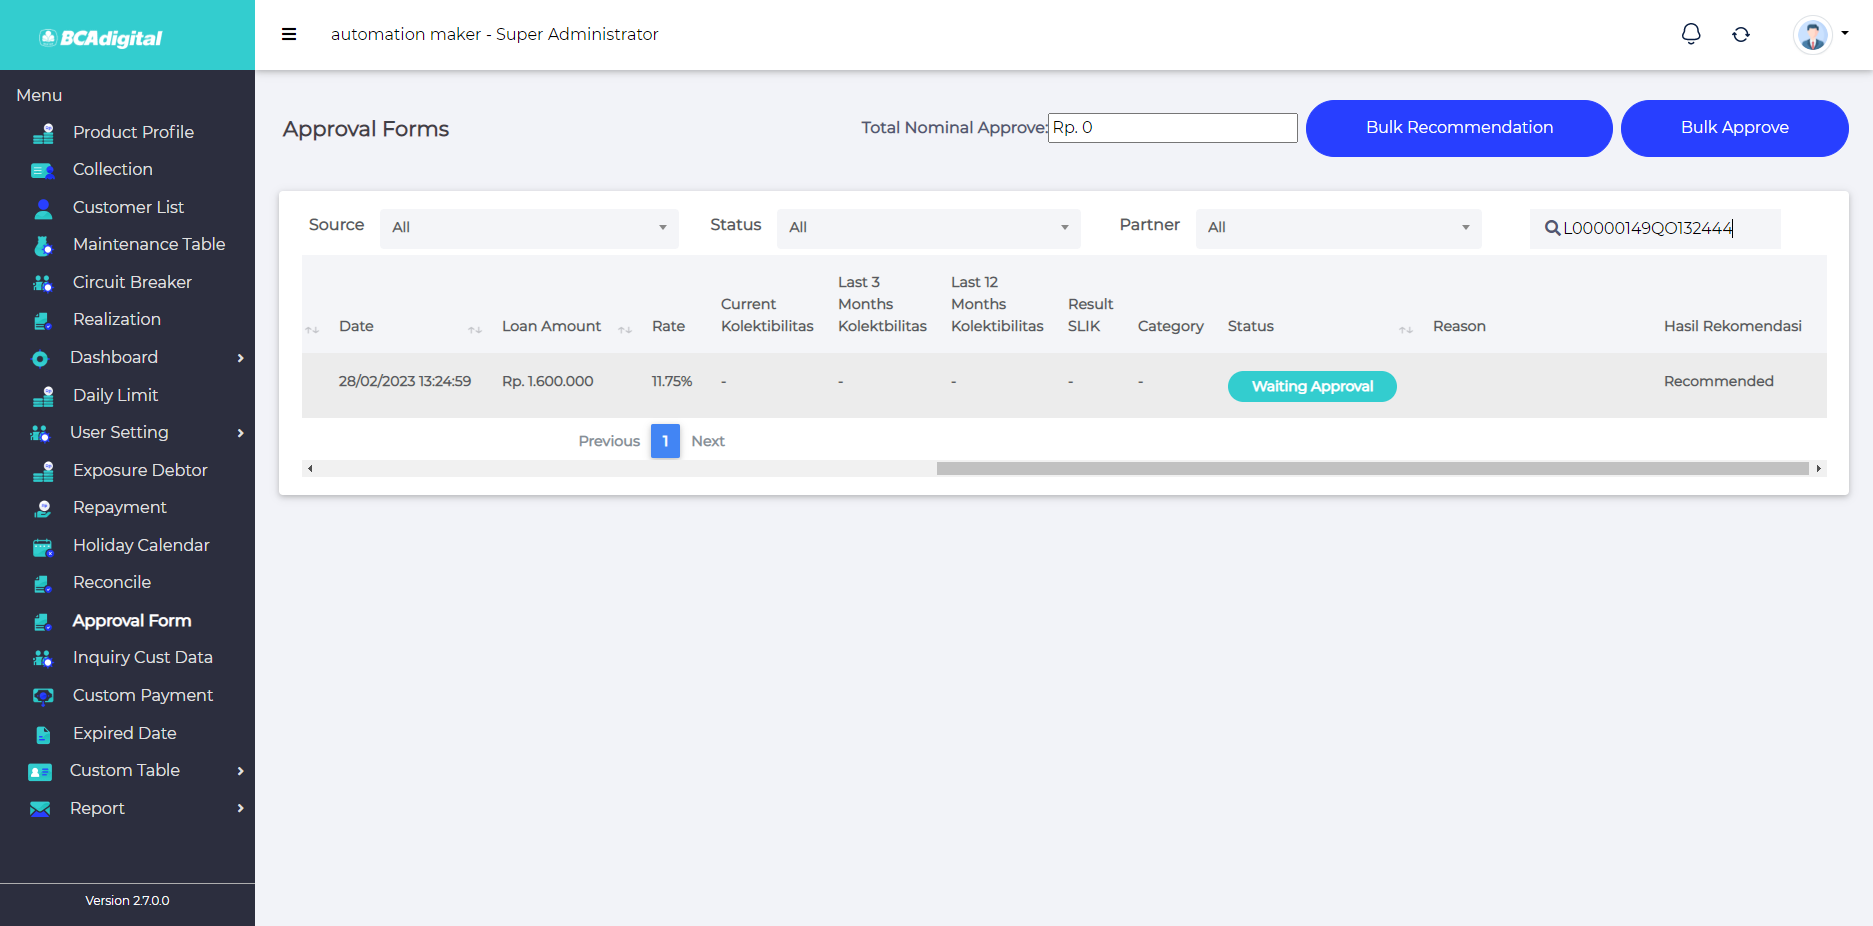 BCAdigital
automation maker - Super Administrator
Menu
Product Profile
Collection
Customer List
Maintenance Table
Circuit Breaker
Realization
Dashboard
Daily Limit
User Setting
Exposure Debtor
Repayment
Holiday Calendar
Reconcile
Approval Form
Inquiry Cust Data
Custom Payment
Expired Date
Custom Table
Report
Version 2.7.0.0
Approval Forms
Total Nominal Approve: Rp. 0
Bulk Recommendation
Bulk Approve
Source All
Status All
Partner All
L00000149QO132444
Date
Loan Amount
Rate
Current
Kolektibilitas
Last 3
Months
Kolektbilitas
Last 12
Months
Kolektibilitas
Result
SLIK
Category
Status
Reason
Hasil Rekomendasi
28/02/2023 13:24:59 Rp. 1.600.000 11.75% - - - - - Waiting Approval Recommended
Previous 1 Next